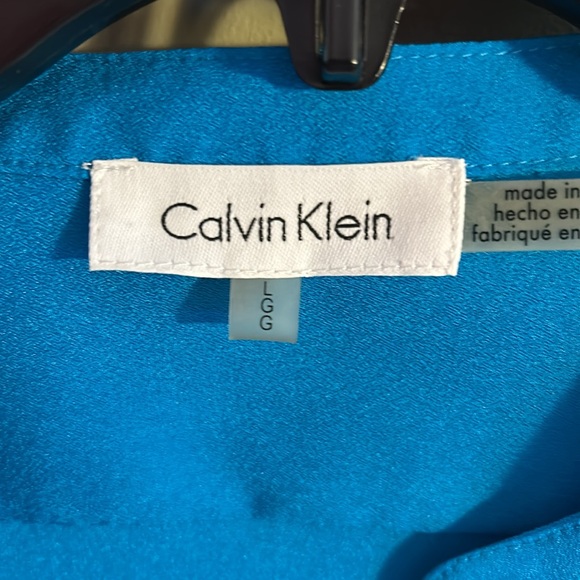 Calvin Klein
L
G
G
made in
hecho en
fabriqué en